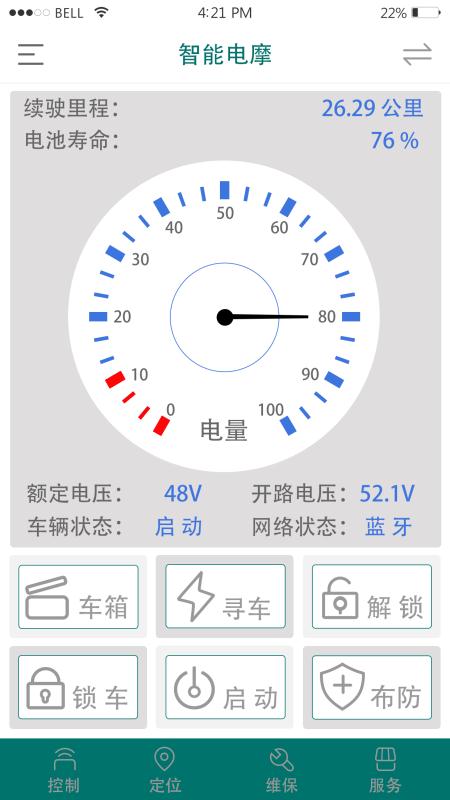 BELL 4:21 PM 22%
智能电摩
续驶里程： 26.29 公里
电池寿命： 76 %
50
40 60
30 70
20 80
10 90
0 100
电量
额定电压： 48V 开路电压： 52.1V
车辆状态： 启 动 网络状态： 蓝 牙
车箱 寻车 解 锁
锁 车 启 动 布防
控制 定位 维保 服务